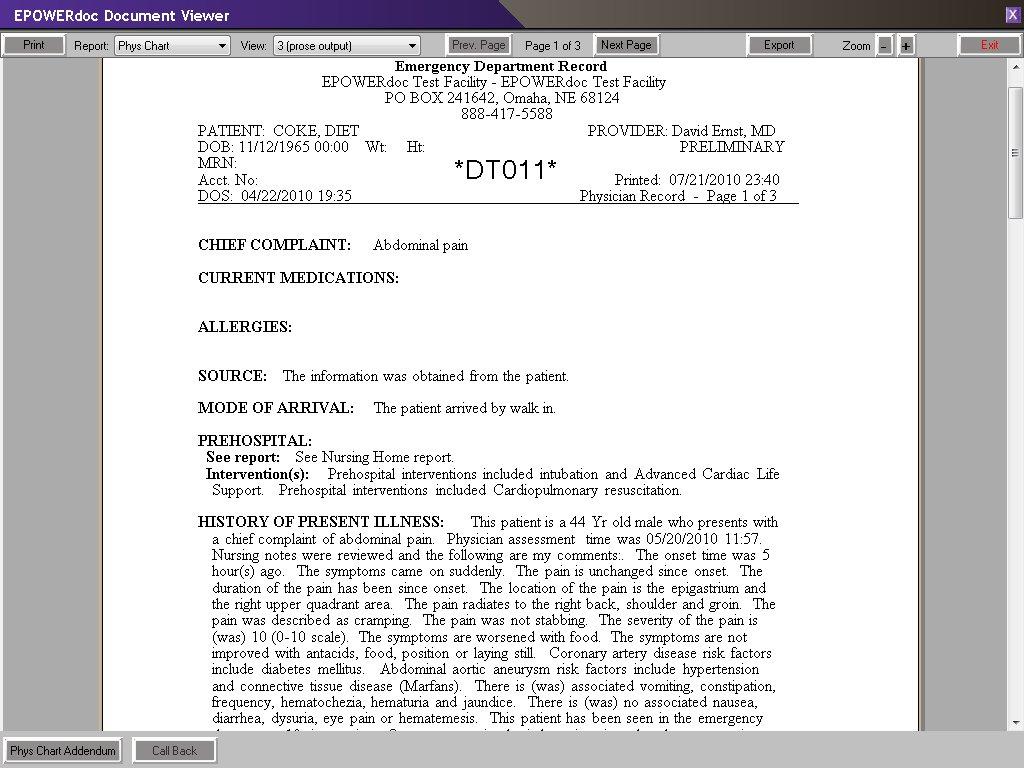 EPOWERdoc Document Viewer X
Print Report: Phys Chart View: 3 (prose output) Prev. Page Page 1 of 3 Next Page Export Zoom - + Exit
Emergency Department Record
EPOWERdoc Test Facility - EPOWERdoc Test Facility
PO BOX 241642, Omaha, NE 68124
888-417-5588
PATIENT: COKE, DIET PROVIDER: David Ernst, MD
DOB: 11/12/1965 00:00 Wt: Ht: PRELIMINARY
MRN:
*DT011*
Acct. No: Printed: 07/21/2010 23:40
DOS: 04/22/2010 19:35 Physician Record - Page 1 of 3
CHIEF COMPLAINT: Abdominal pain
CURRENT MEDICATIONS:
ALLERGIES:
SOURCE: The information was obtained from the patient.
MODE OF ARRIVAL: The patient arrived by walk in.
PREHOSPITAL:
See report: See Nursing Home report.
Intervention(s): Prehospital interventions included intubation and Advanced Cardiac Life
Support. Prehospital interventions included Cardiopulmonary resuscitation.
HISTORY OF PRESENT ILLNESS: This patient is a 44 Yr old male who presents with
a chief complaint of abdominal pain. Physician assessment time was 05/20/2010 11:57.
Nursing notes were reviewed and the following are my comments:. The onset time was 5
hour(s) ago. The symptoms came on suddenly. The pain is unchanged since onset. The
duration of the pain has been since onset. The location of the pain is the epigastrium and
the right upper quadrant area. The pain radiates to the right back, shoulder and groin. The
pain was described as cramping. The pain was not stabbing. The severity of the pain is
(was) 10 (0-10 scale). The symptoms are worsened with food. The symptoms are not
improved with antacids, food, position or laying still. Coronary artery disease risk factors
include diabetes mellitus. Abdominal aortic aneurysm risk factors include hypertension
and connective tissue disease (Marfans). There is (was) associated vomiting, constipation,
frequency, hematochezia, hematuria and jaundice. There is (was) no associated nausea,
diarrhea, dysuria, eye pain or hematemesis. This patient has been seen in the emergency
Phys Chart Addendum Call Back